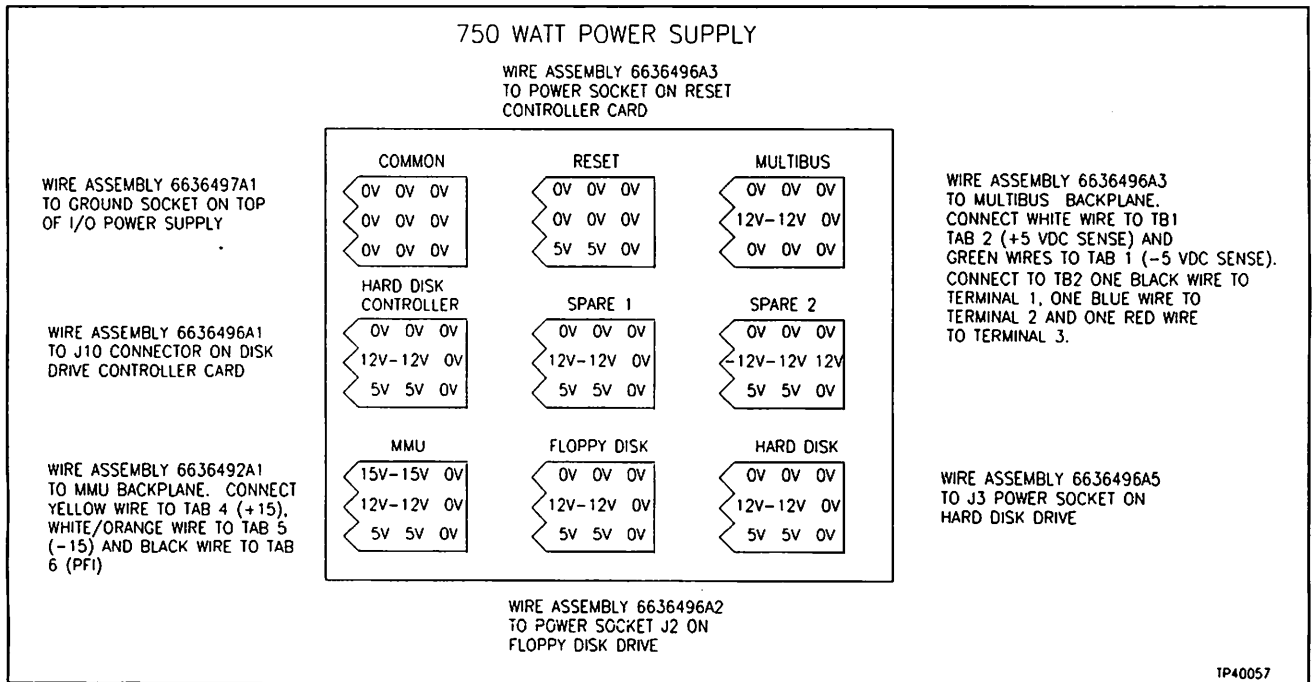 750 WATT POWER SUPPLY
WIRE ASSEMBLY 6636496A3
TO POWER SOCKET ON RESET
CONTROLLER CARD
WIRE ASSEMBLY 6636497A1
TO GROUND SOCKET ON TOP
OF I/O POWER SUPPLY
COMMON
0V 0V 0V
0V 0V 0V
0V 0V 0V
RESET
0V 0V 0V
0V 0V 0V
5V 5V 0V
MULTIBUS
0V 0V 0V
12V-12V 0V
0V 0V 0V
WIRE ASSEMBLY 6636496A3
TO MULTIBUS BACKPLANE.
CONNECT WHITE WIRE TO TB1
TAB 2 (+5 VDC SENSE) AND
GREEN WIRES TO TAB 1 (-5 VDC SENSE).
CONNECT TO TB2 ONE BLACK WIRE TO
TERMINAL 1, ONE BLUE WIRE TO
TERMINAL 2 AND ONE RED WIRE
TO TERMINAL 3.
WIRE ASSEMBLY 6636496A1
TO J10 CONNECTOR ON DISK
DRIVE CONTROLLER CARD
HARD DISK
CONTROLLER
0V 0V 0V
12V-12V 0V
5V 5V 0V
SPARE 1
0V 0V 0V
12V-12V 0V
5V 5V 0V
SPARE 2
0V 0V 0V
-12V-12V 12V
5V 5V 0V
WIRE ASSEMBLY 6636492A1
TO MMU BACKPLANE. CONNECT
YELLOW WIRE TO TAB 4 (+15),
WHITE/ORANGE WIRE TO TAB 5
(-15) AND BLACK WIRE TO TAB
6 (PFI)
MMU
15V-15V 0V
12V-12V 0V
5V 5V 0V
FLOPPY DISK
0V 0V 0V
12V-12V 0V
5V 5V 0V
HARD DISK
0V 0V 0V
12V-12V 0V
5V 5V 0V
WIRE ASSEMBLY 6636496A5
TO J3 POWER SOCKET ON
HARD DISK DRIVE
WIRE ASSEMBLY 6636496A2
TO POWER SOCKET J2 ON
FLOPPY DISK DRIVE
TP40057